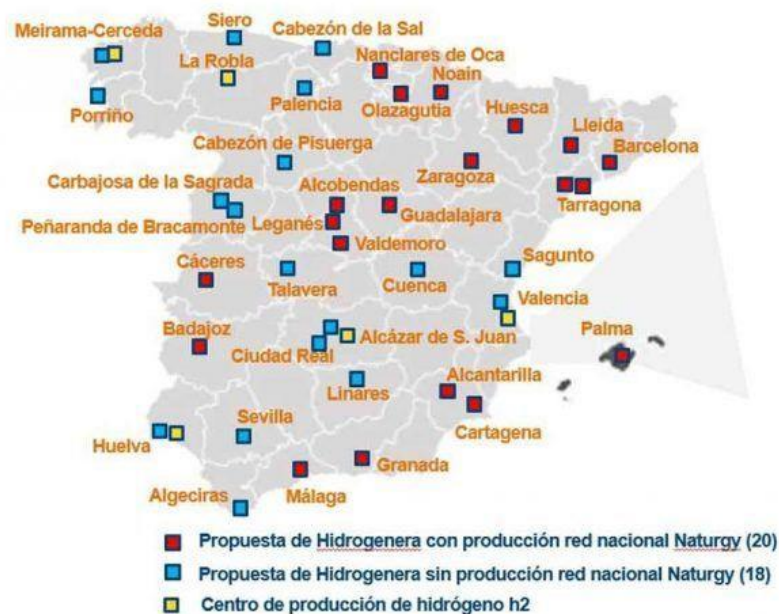 Siero
Cabezón de la Sal
Meirama-Cerceda
Nanclares de Oca
La Robla
Noain
Palencia
Olazagutia
Huesca
Porriño
Lleida
Barcelona
Cabezón de Pisuerga
Zaragoza
Carbajosa de la Sagrada
Alcobendas
Tarragona
Guadalajara
Peñaranda de Bracamonte
Leganés
Valdemoro
Sagunto
Cáceres
Talavera
Cuenca
Valencia
Badajoz
Alcázar de S. Juan
Palma
Ciudad Real
Alcantarilla
Linares
Sevilla
Cartagena
Huelva
Granada
Algeciras
Málaga
Propuesta de Hidrogenera con producción red nacional Naturgy (20)
Propuesta de Hidrogenera sin producción red nacional Naturgy (18)
Centro de producción de hidrógeno h2